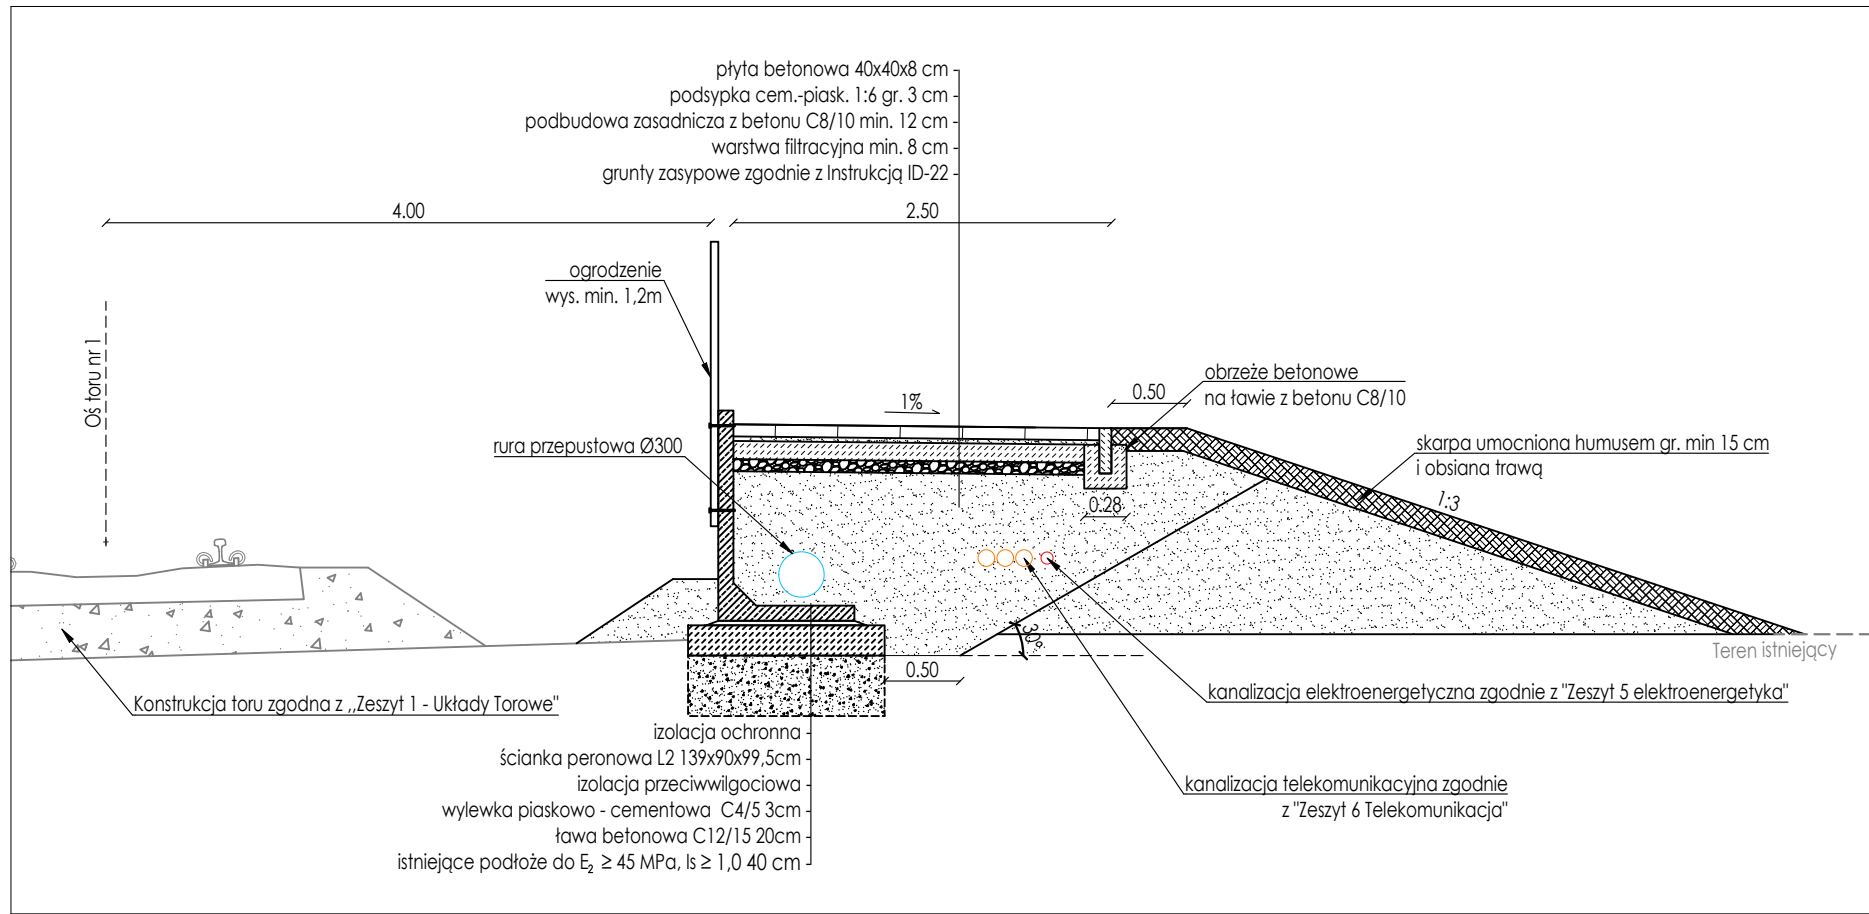 płyta betonowa 40x40x8 cm
podsypka cem.-piask. 1:6 gr. 3 cm
podbudowa zasadnicza z betonu C8/10 min. 12 cm
warstwa filtracyjna min. 8 cm
grunty zasypowe zgodnie z Instrukcją ID-22
4.00
2.50
ogrodzenie
wys. min. 1,2m
Oś toru nr 1
obrzeże betonowe
na ławie z betonu C8/10
0.50
1%
rura przepustowa Ø300
skarpa umocniona humusem gr. min 15 cm
i obsiana trawą
1:3
0.28
30°
Teren istniejący
0.50
Konstrukcja toru zgodna z ,,Zeszyt 1 - Układy Torowe"
kanalizacja elektroenergetyczna zgodnie z "Zeszyt 5 elektroenergetyka"
izolacja ochronna
ścianka peronowa L2 139x90x99,5cm
izolacja przeciwwilgociowa
wylewka piaskowo - cementowa C4/5 3cm
ława betonowa C12/15 20cm
istniejące podłoże do E₂ ≥ 45 MPa, Is ≥ 1,0 40 cm
kanalizacja telekomunikacyjna zgodnie
z "Zeszyt 6 Telekomunikacja"